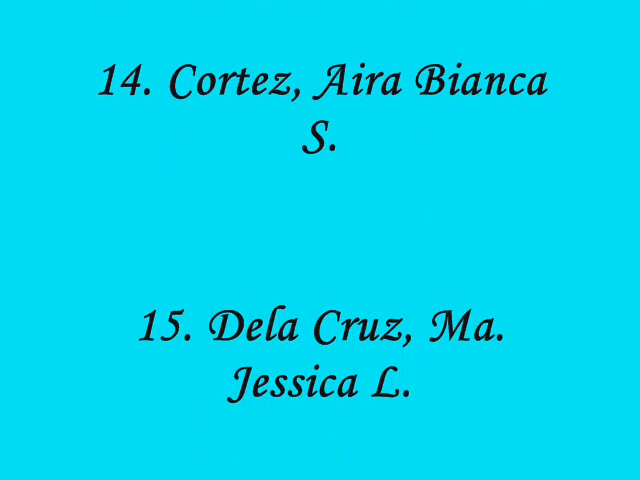 14. Cortez, Aira Bianca
S.
15. Dela Cruz, Ma.
Jessica L.